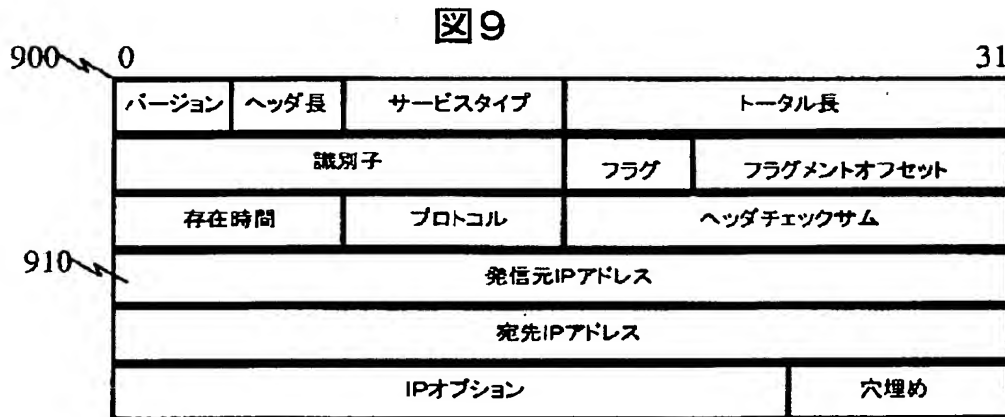 図9
900 0 31
バージョン ヘッダ長 サービスタイプ トータル長
識別子 フラグ フラグメントオフセット
存在時間 プロトコル ヘッダチェックサム
910 発信元IPアドレス
宛先IPアドレス
IPオプション 穴埋め